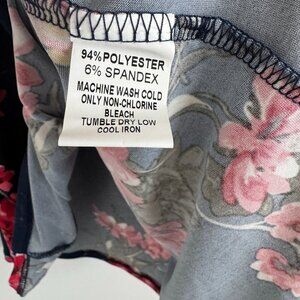 94% POLYESTER
6% SPANDEX
MACHINE WASH COLD
ONLY NON-CHLORINE
BLEACH
TUMBLE DRY LOW
COOL IRON